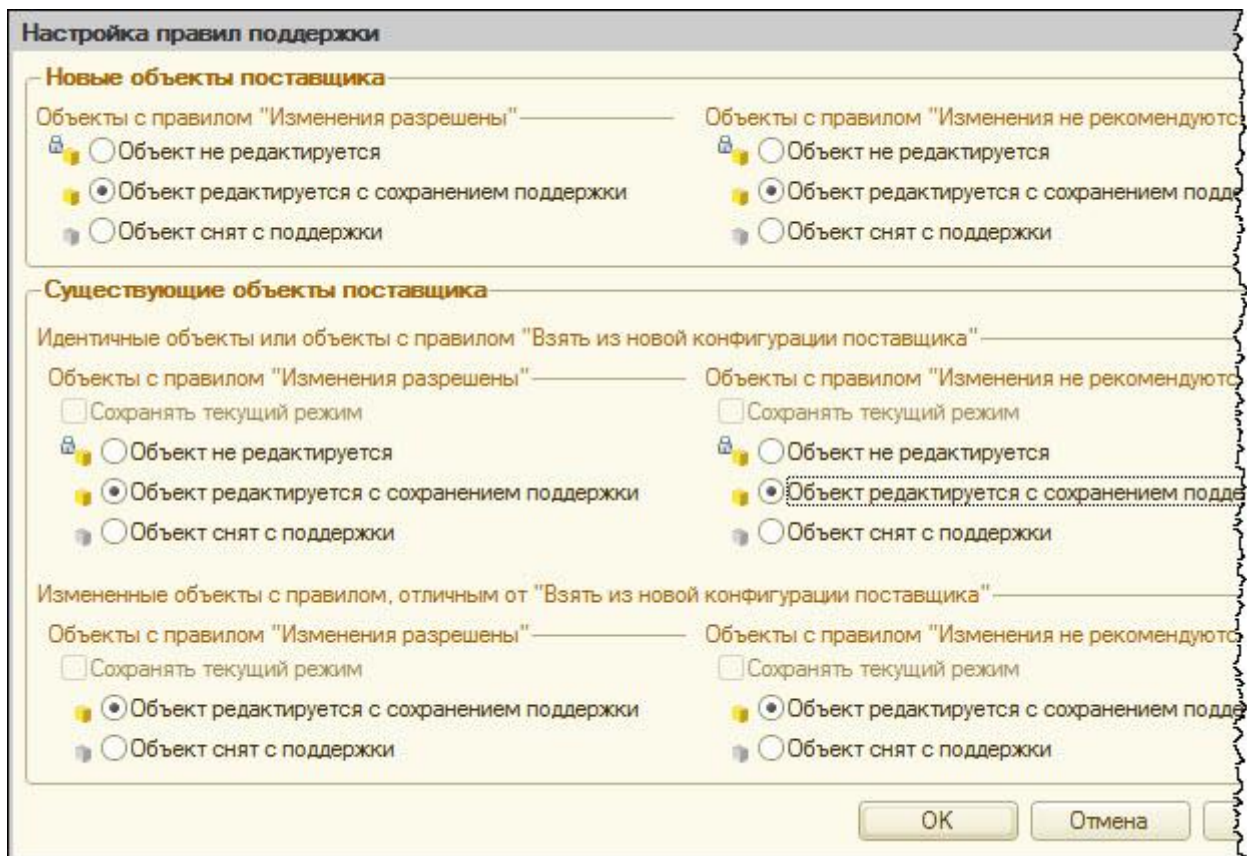 Настройка правил поддержки
Новые объекты поставщика
Объекты с правилом "Изменения разрешены" Объекты с правилом "Изменения не рекомендуютс
Объект не редактируется Объект не редактируется
Объект редактируется с сохранением поддержки Объект редактируется с сохранением подде
Объект снят с поддержки Объект снят с поддержки
Существующие объекты поставщика
Идентичные объекты или объекты с правилом "Взять из новой конфигурации поставщика"
Объекты с правилом "Изменения разрешены" Объекты с правилом "Изменения не рекомендуютс
Сохранять текущий режим Сохранять текущий режим
Объект не редактируется Объект не редактируется
Объект редактируется с сохранением поддержки Объект редактируется с сохранением подде
Объект снят с поддержки Объект снят с поддержки
Измененные объекты с правилом, отличным от "Взять из новой конфигурации поставщика"
Объекты с правилом "Изменения разрешены" Объекты с правилом "Изменения не рекомендуютс
Сохранять текущий режим Сохранять текущий режим
Объект редактируется с сохранением поддержки Объект редактируется с сохранением подде
Объект снят с поддержки Объект снят с поддержки
OK Отмена